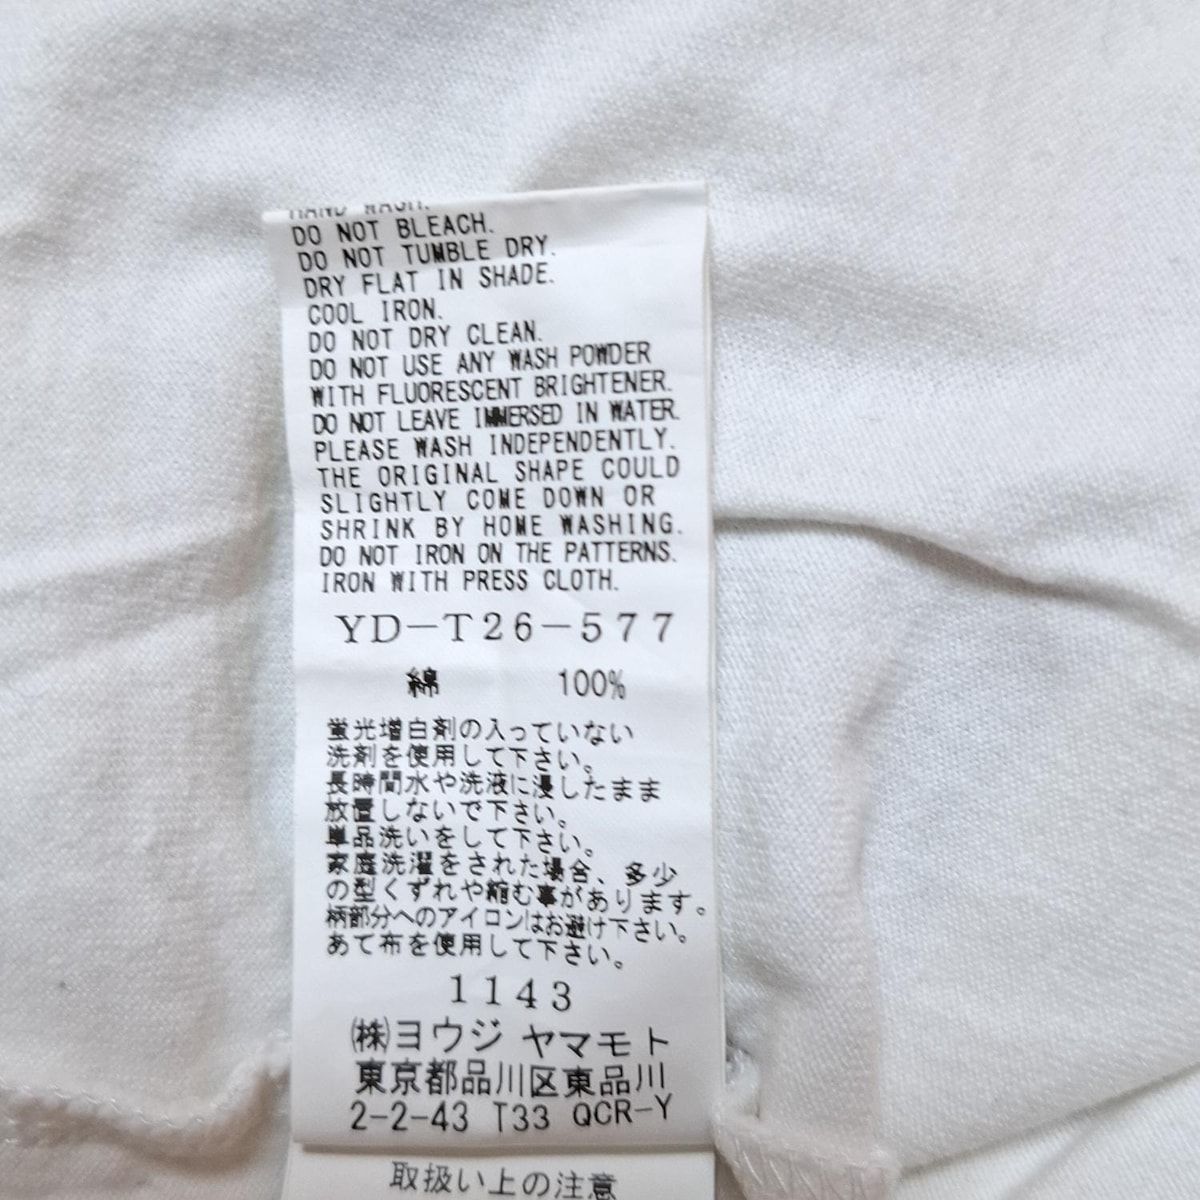 HAND WASH.
DO NOT BLEACH.
DO NOT TUMBLE DRY.
DRY FLAT IN SHADE.
COOL IRON.
DO NOT DRY CLEAN.
DO NOT USE ANY WASH POWDER
WITH FLUORESCENT BRIGHTENER.
DO NOT LEAVE IMMERSED IN WATER.
PLEASE WASH INDEPENDENTLY.
THE ORIGINAL SHAPE COULD
SLIGHTLY COME DOWN OR
SHRINK BY HOME WASHING.
DO NOT IRON ON THE PATTERNS.
IRON WITH PRESS CLOTH.
YD-T26-577
綿 100%
蛍光増白剤の入っていない
洗剤を使用して下さい。
長時間水や洗液に浸したまま
放置しないで下さい。
単品洗いをして下さい。
家庭洗濯をされた場合、多少
の型くずれや縮む事があります。
柄部分へのアイロンはお避け下さい。
あて布を使用して下さい。
1143
㈱ヨウジ ヤマモト
東京都品川区東品川
2-2-43 T33 QCR-Y
取扱い上の注意